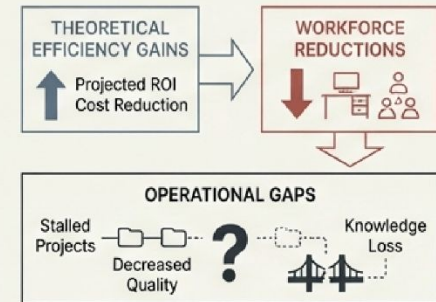 THEORETICAL
EFFICIENCY GAINS
Projected ROI
Cost Reduction
WORKFORCE
REDUCTIONS
OPERATIONAL GAPS
Stalled
Projects
Decreased
Quality
?
Knowledge
Loss